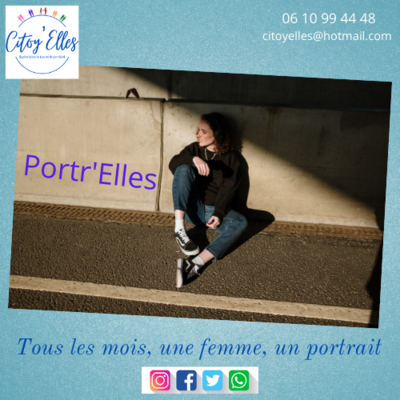 Citoy'Elles
06 10 99 44 48
citoyelles@hotmail.com
Portr'Elles
Tous les mois, une femme, un portrait